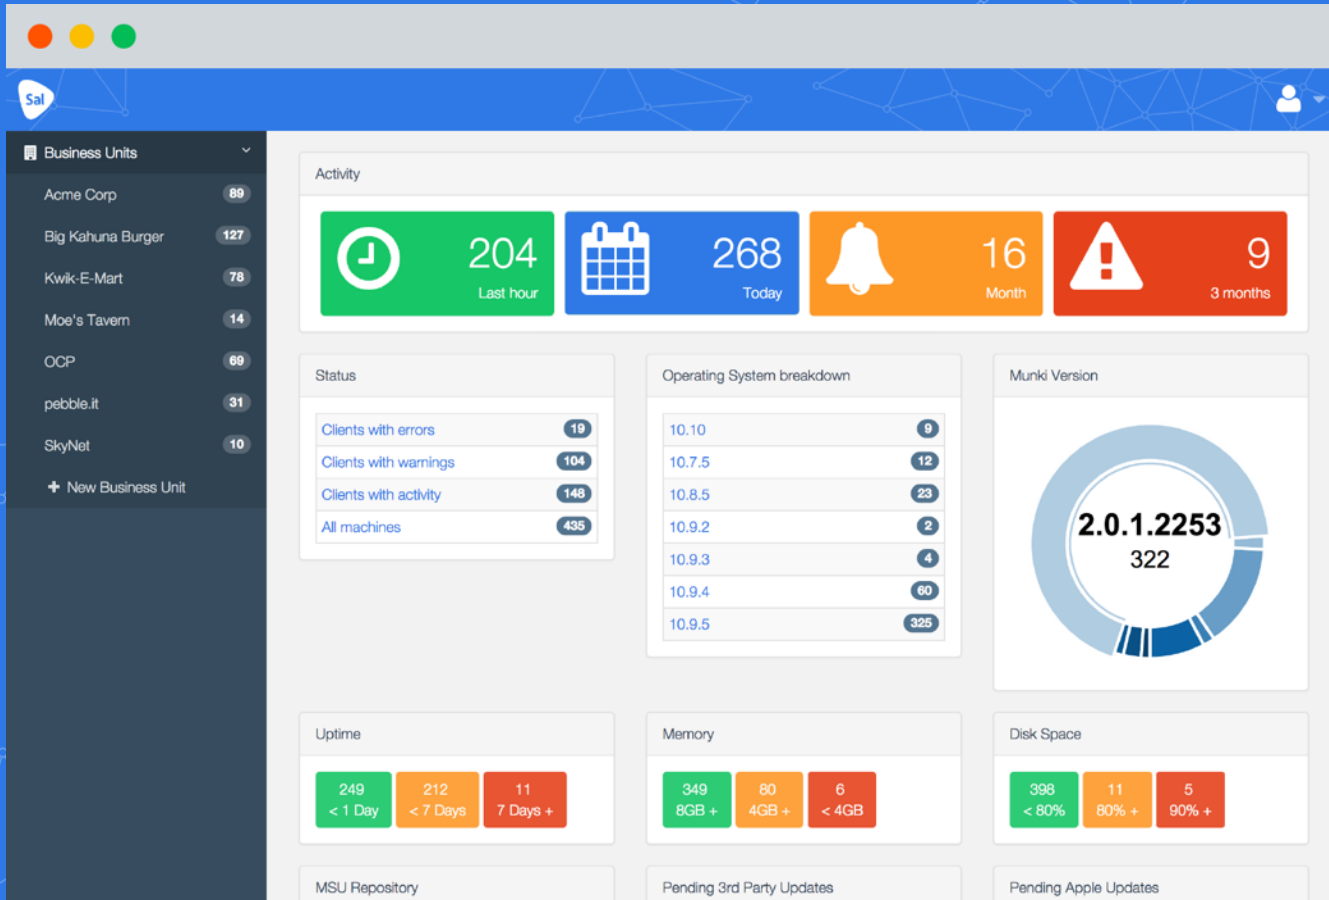 Sal
Business Units
Acme Corp 89
Big Kahuna Burger 127
Kwik-E-Mart 78
Moe's Tavern 14
OCP 69
pebble.it 31
SkyNet 10
New Business Unit
Activity
204
Last hour
268
Today
16
Month
9
3 months
Status
Clients with errors 19
Clients with warnings 104
Clients with activity 148
All machines 435
Operating System breakdown
10.10 9
10.7.5 12
10.8.5 23
10.9.2 2
10.9.3 4
10.9.4 60
10.9.5 325
Munki Version
2.0.1.2253
322
Uptime
249
< 1 Day
212
< 7 Days
11
7 Days +
Memory
349
8GB +
80
4GB +
6
< 4GB
Disk Space
398
< 80%
11
80% +
5
90% +
MSU Repository
Pending 3rd Party Updates
Pending Apple Updates